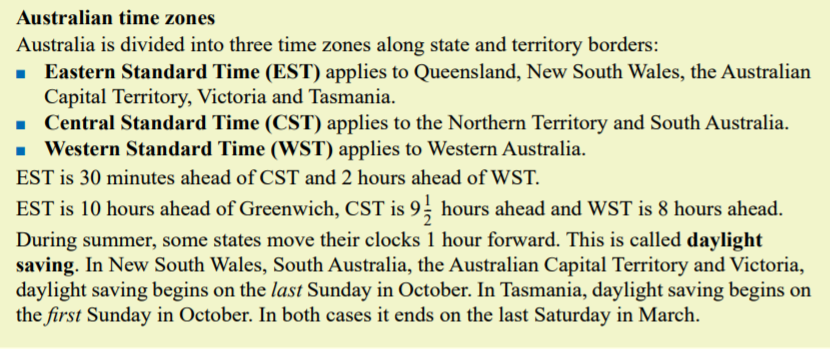 Australian time zones
Australia is divided into three time zones along state and territory borders:
■ Eastern Standard Time (EST) applies to Queensland, New South Wales, the Australian
Capital Territory, Victoria and Tasmania.
■ Central Standard Time (CST) applies to the Northern Territory and South Australia.
■ Western Standard Time (WST) applies to Western Australia.
EST is 30 minutes ahead of CST and 2 hours ahead of WST.
EST is 10 hours ahead of Greenwich, CST is 9½ hours ahead and WST is 8 hours ahead.
During summer, some states move their clocks 1 hour forward. This is called daylight
saving. In New South Wales, South Australia, the Australian Capital Territory and Victoria,
daylight saving begins on the last Sunday in October. In Tasmania, daylight saving begins on
the first Sunday in October. In both cases it ends on the last Saturday in March.